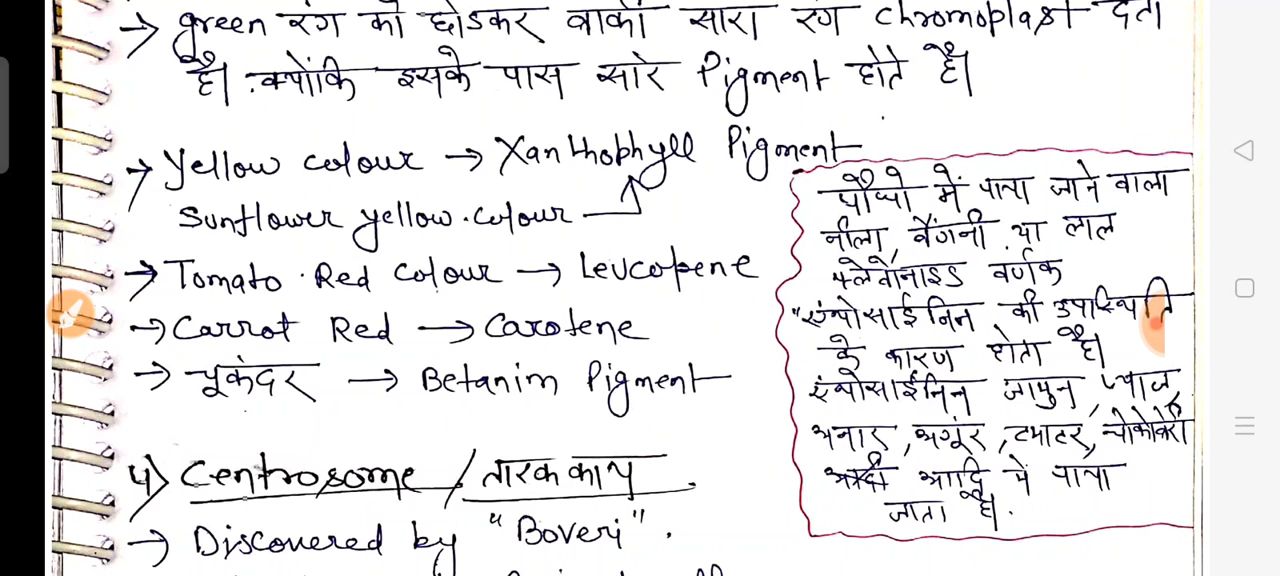 → green रंग को छोडकर बाकी सारा रंग chromoplast देता
है। क्योंकि इसके पास सारे Pigment होते है।
→ Yellow colour → Xanthophyll Pigment
Sunflower yellow colour
→ Tomato Red Colour → Leucopene
→ Carrot Red → Carotene
→ चूकंदर → Betanim Pigment
पौधो में पाया जाने वाला
नीला, बैंगनी या लाल
फ्लेवोनाइड वर्णक
"एंथोसाईनिन की उपस्थिति
के कारण होता है।
एंथोसाईनिन जामुन, प्याज,
अनार, अंगूर, टमाटर,
आदि में पाया
जाता है।
4) Centrosome / तारककाय
→ Discovered by "Boveri".